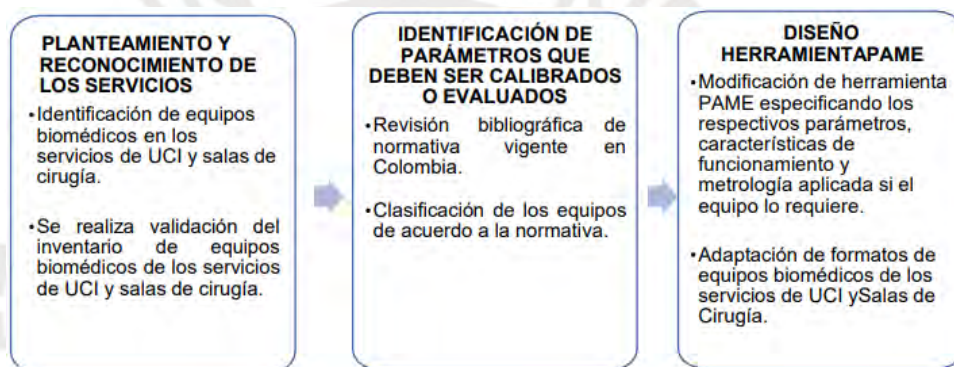 PLANTEAMIENTO Y
RECONOCIMIENTO DE
LOS SERVICIOS
•Identificación de equipos
biomédicos en los
servicios de UCI y salas de
cirugía.
•Se realiza validación del
inventario de equipos
biomédicos de los servicios
de UCI y salas de cirugía.
IDENTIFICACIÓN DE
PARÁMETROS QUE
DEBEN SER CALIBRADOS
O EVALUADOS
•Revisión bibliográfica de
normativa vigente en
Colombia.
•Clasificación de los equipos
de acuerdo a la normativa.
DISEÑO
HERRAMIENTAPAME
•Modificación de herramienta
PAME especificando los
respectivos parámetros,
características de
funcionamiento y
metrología aplicada si el
equipo lo requiere.
•Adaptación de formatos de
equipos biomédicos de los
servicios de UCI ySalas de
Cirugía.